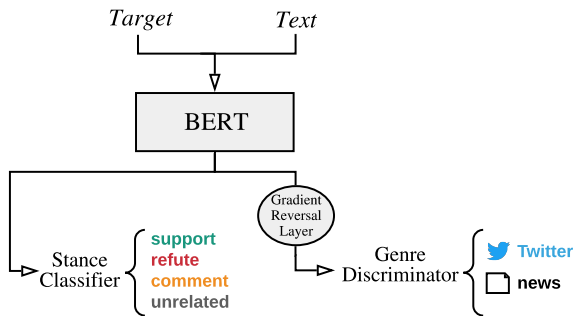 Target
Text
BERT
Gradient
Reversal
Layer
Stance
Classifier
support
refute
comment
unrelated
Genre
Discriminator
Twitter
news